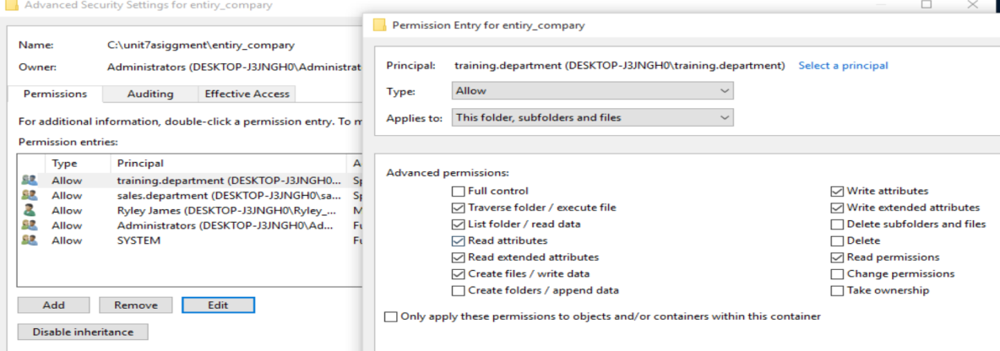 Advanced Security Settings for entiry_compary
Name: C:\unit7asiggment\entiry_compary
Owner: Administrators (DESKTOP-J3JNGH0\Administrat
Permissions Auditing Effective Access
For additional information, double-click a permission entry. To m
Permission entries:
Type Principal A
Allow training.department (DESKTOP-J3JNGH0... Sp
Allow sales.department (DESKTOP-J3JNGH0\sa... Sp
Allow Ryley James (DESKTOP-J3JNGH0\Ryley_... M
Allow Administrators (DESKTOP-J3JNGH0\Ad... Fu
Allow SYSTEM Fu
Add Remove Edit
Disable inheritance
Permission Entry for entiry_compary
Principal: training.department (DESKTOP-J3JNGH0\training.department) Select a principal
Type: Allow
Applies to: This folder, subfolders and files
Advanced permissions:
Full control
Traverse folder / execute file
List folder / read data
Read attributes
Read extended attributes
Create files / write data
Create folders / append data
Write attributes
Write extended attributes
Delete subfolders and files
Delete
Read permissions
Change permissions
Take ownership
Only apply these permissions to objects and/or containers within this container